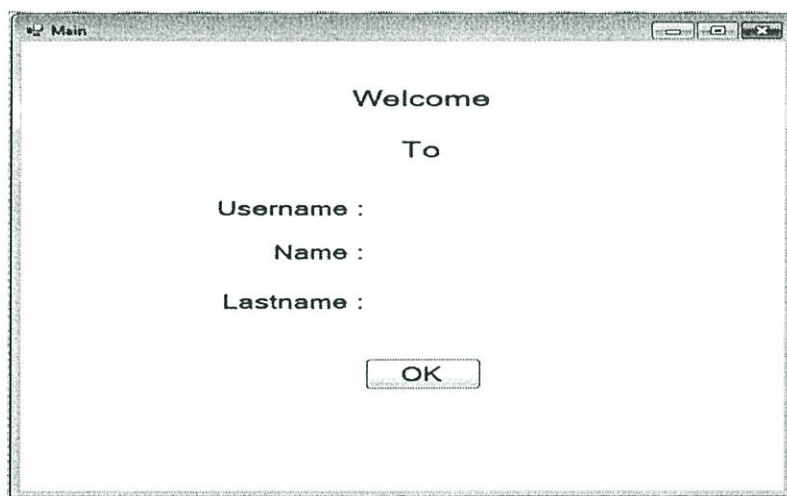 Main
Welcome
To
Username :
Name :
Lastname :
OK